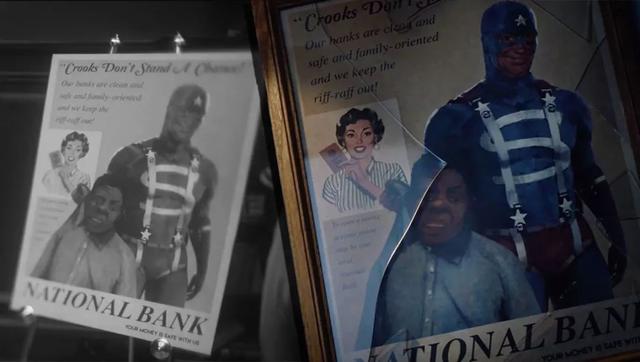 "Crooks Don't Stand A Chance!
Our banks are clean and
safe and family-oriented
and we keep the
riff-raff out!
NATIONAL BANK
YOUR MONEY IS SAFE WITH US
"Crooks Don't
Our banks are clean and
safe and family-oriented
and we keep the
riff-raff out!
NATIONAL BANK
YOUR MONEY IS SAFE WITH